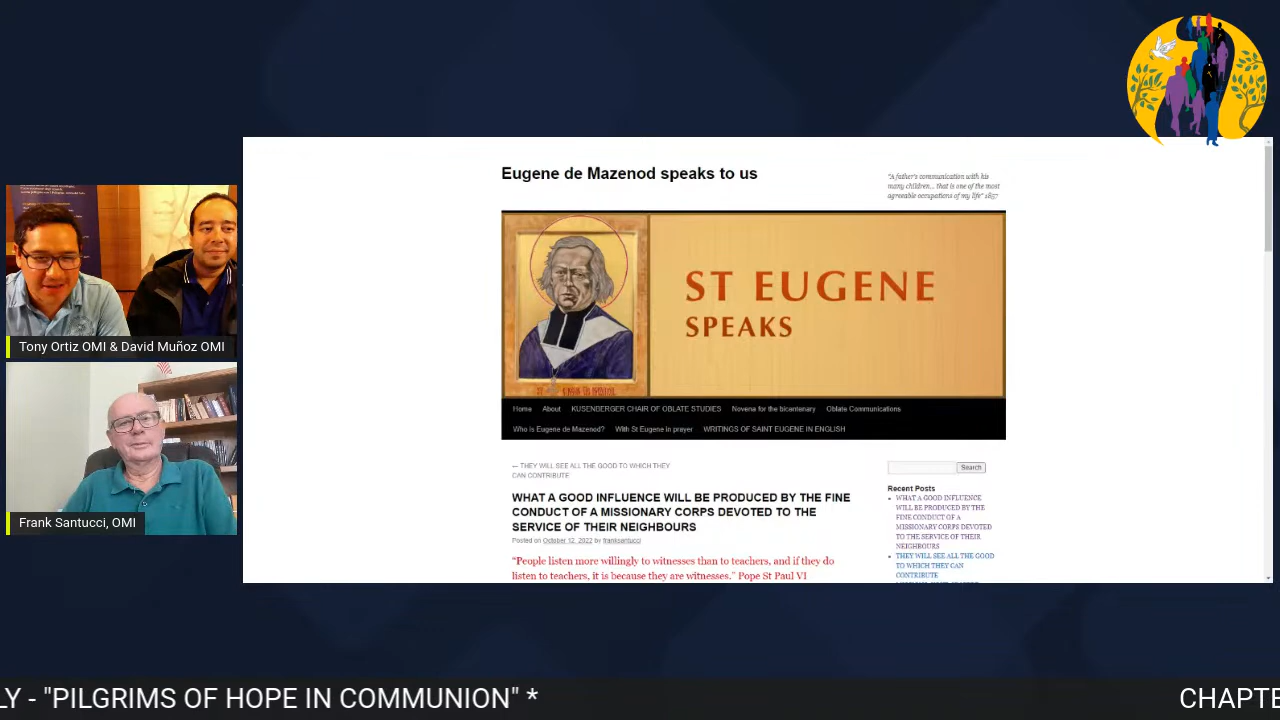 Eugene de Mazenod speaks to us
"A father's communication with his
many children... that is one of the most
agreeable occupations of my life" 1857
ST EUGENE
SPEAKS
Home About KUSENBERGER CHAIR OF OBLATE STUDIES Novena for the bicentenary Oblate Communications
Who is Eugene de Mazenod? With St Eugene in prayer WRITINGS OF SAINT EUGENE IN ENGLISH
← THEY WILL SEE ALL THE GOOD TO WHICH THEY
CAN CONTRIBUTE
WHAT A GOOD INFLUENCE WILL BE PRODUCED BY THE FINE
CONDUCT OF A MISSIONARY CORPS DEVOTED TO THE
SERVICE OF THEIR NEIGHBOURS
Posted on October 12, 2022 by franksantucci
"People listen more willingly to witnesses than to teachers, and if they do
listen to teachers, it is because they are witnesses." Pope St Paul VI
Search
Recent Posts
WHAT A GOOD INFLUENCE
WILL BE PRODUCED BY THE
FINE CONDUCT OF A
MISSIONARY CORPS DEVOTED
TO THE SERVICE OF THEIR
NEIGHBOURS
THEY WILL SEE ALL THE GOOD
TO WHICH THEY CAN
CONTRIBUTE
Tony Ortiz OMI & David Muñoz OMI
Frank Santucci, OMI
LY - "PILGRIMS OF HOPE IN COMMUNION" *
CHAPTE